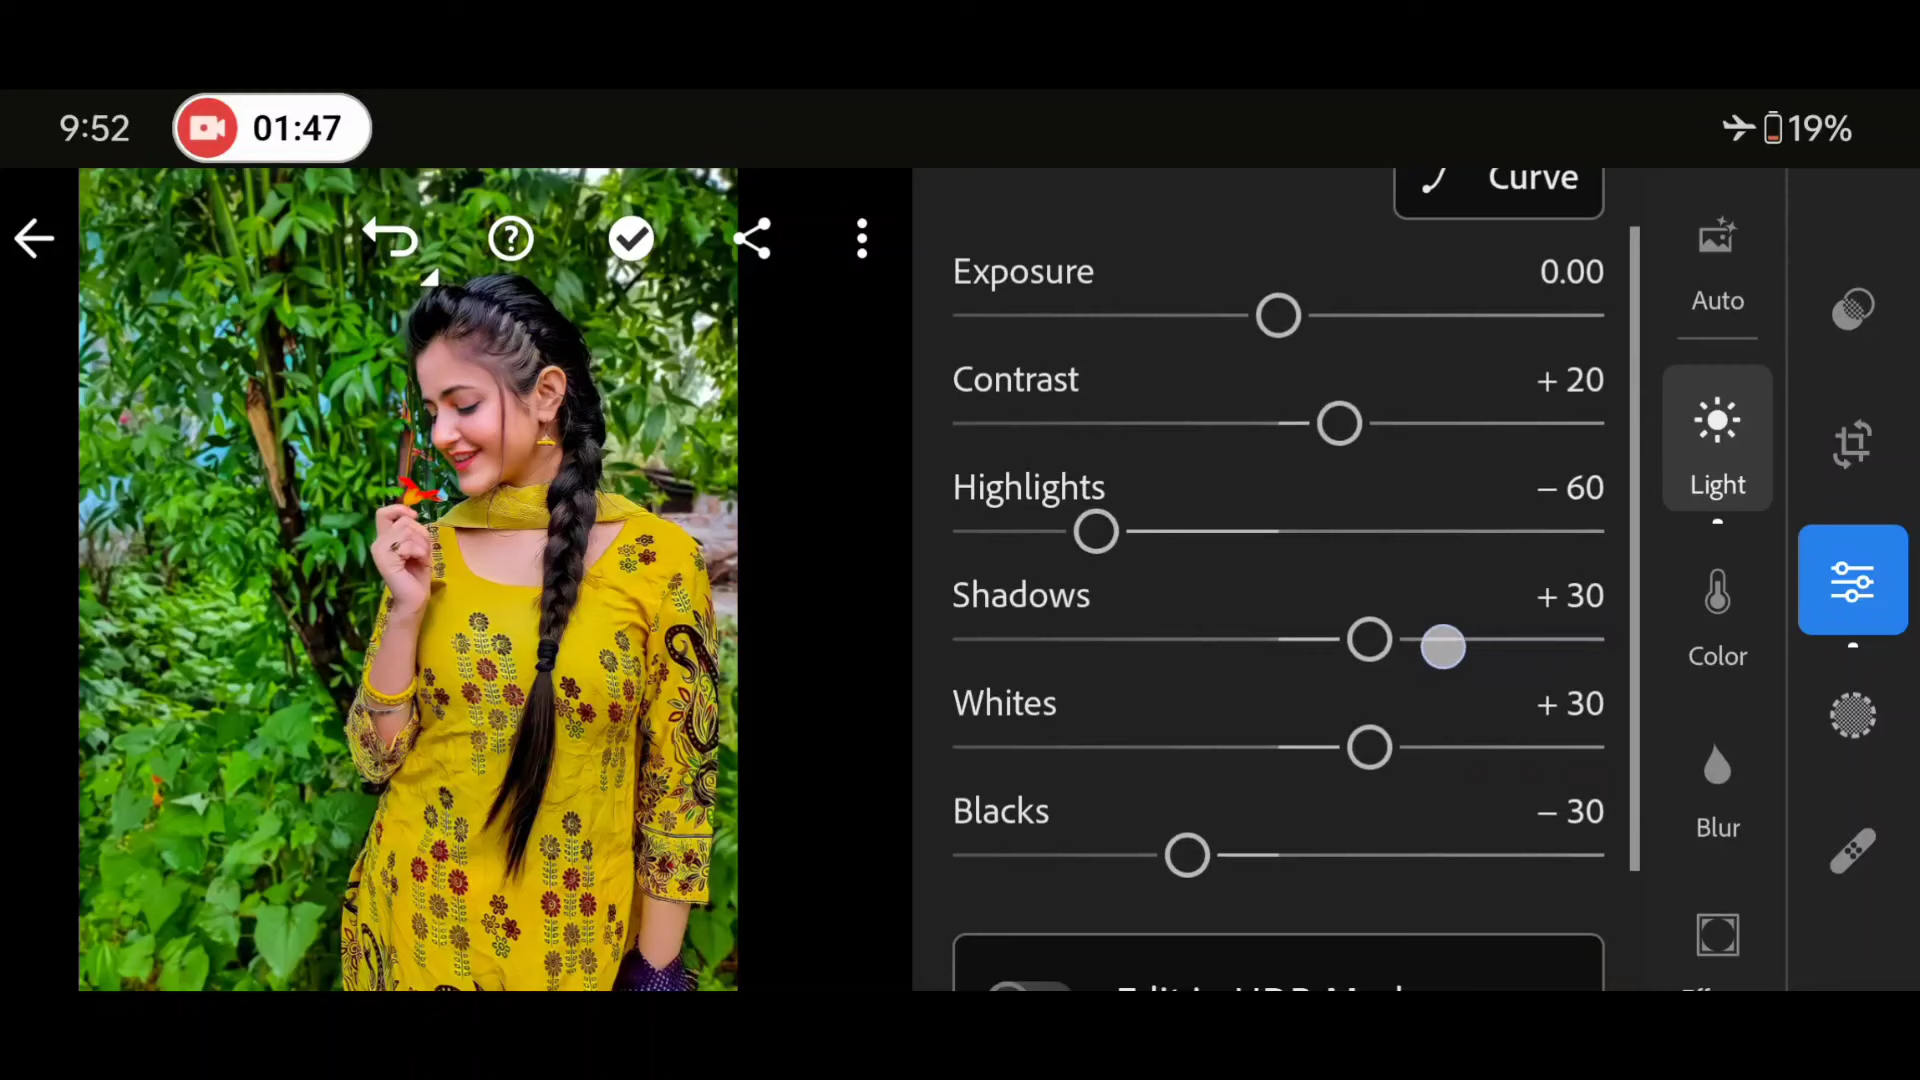 9:52 01:47 19%
Curve
Exposure 0.00
Contrast + 20
Highlights – 60
Shadows + 30
Whites + 30
Blacks – 30
Auto
Light
Color
Blur